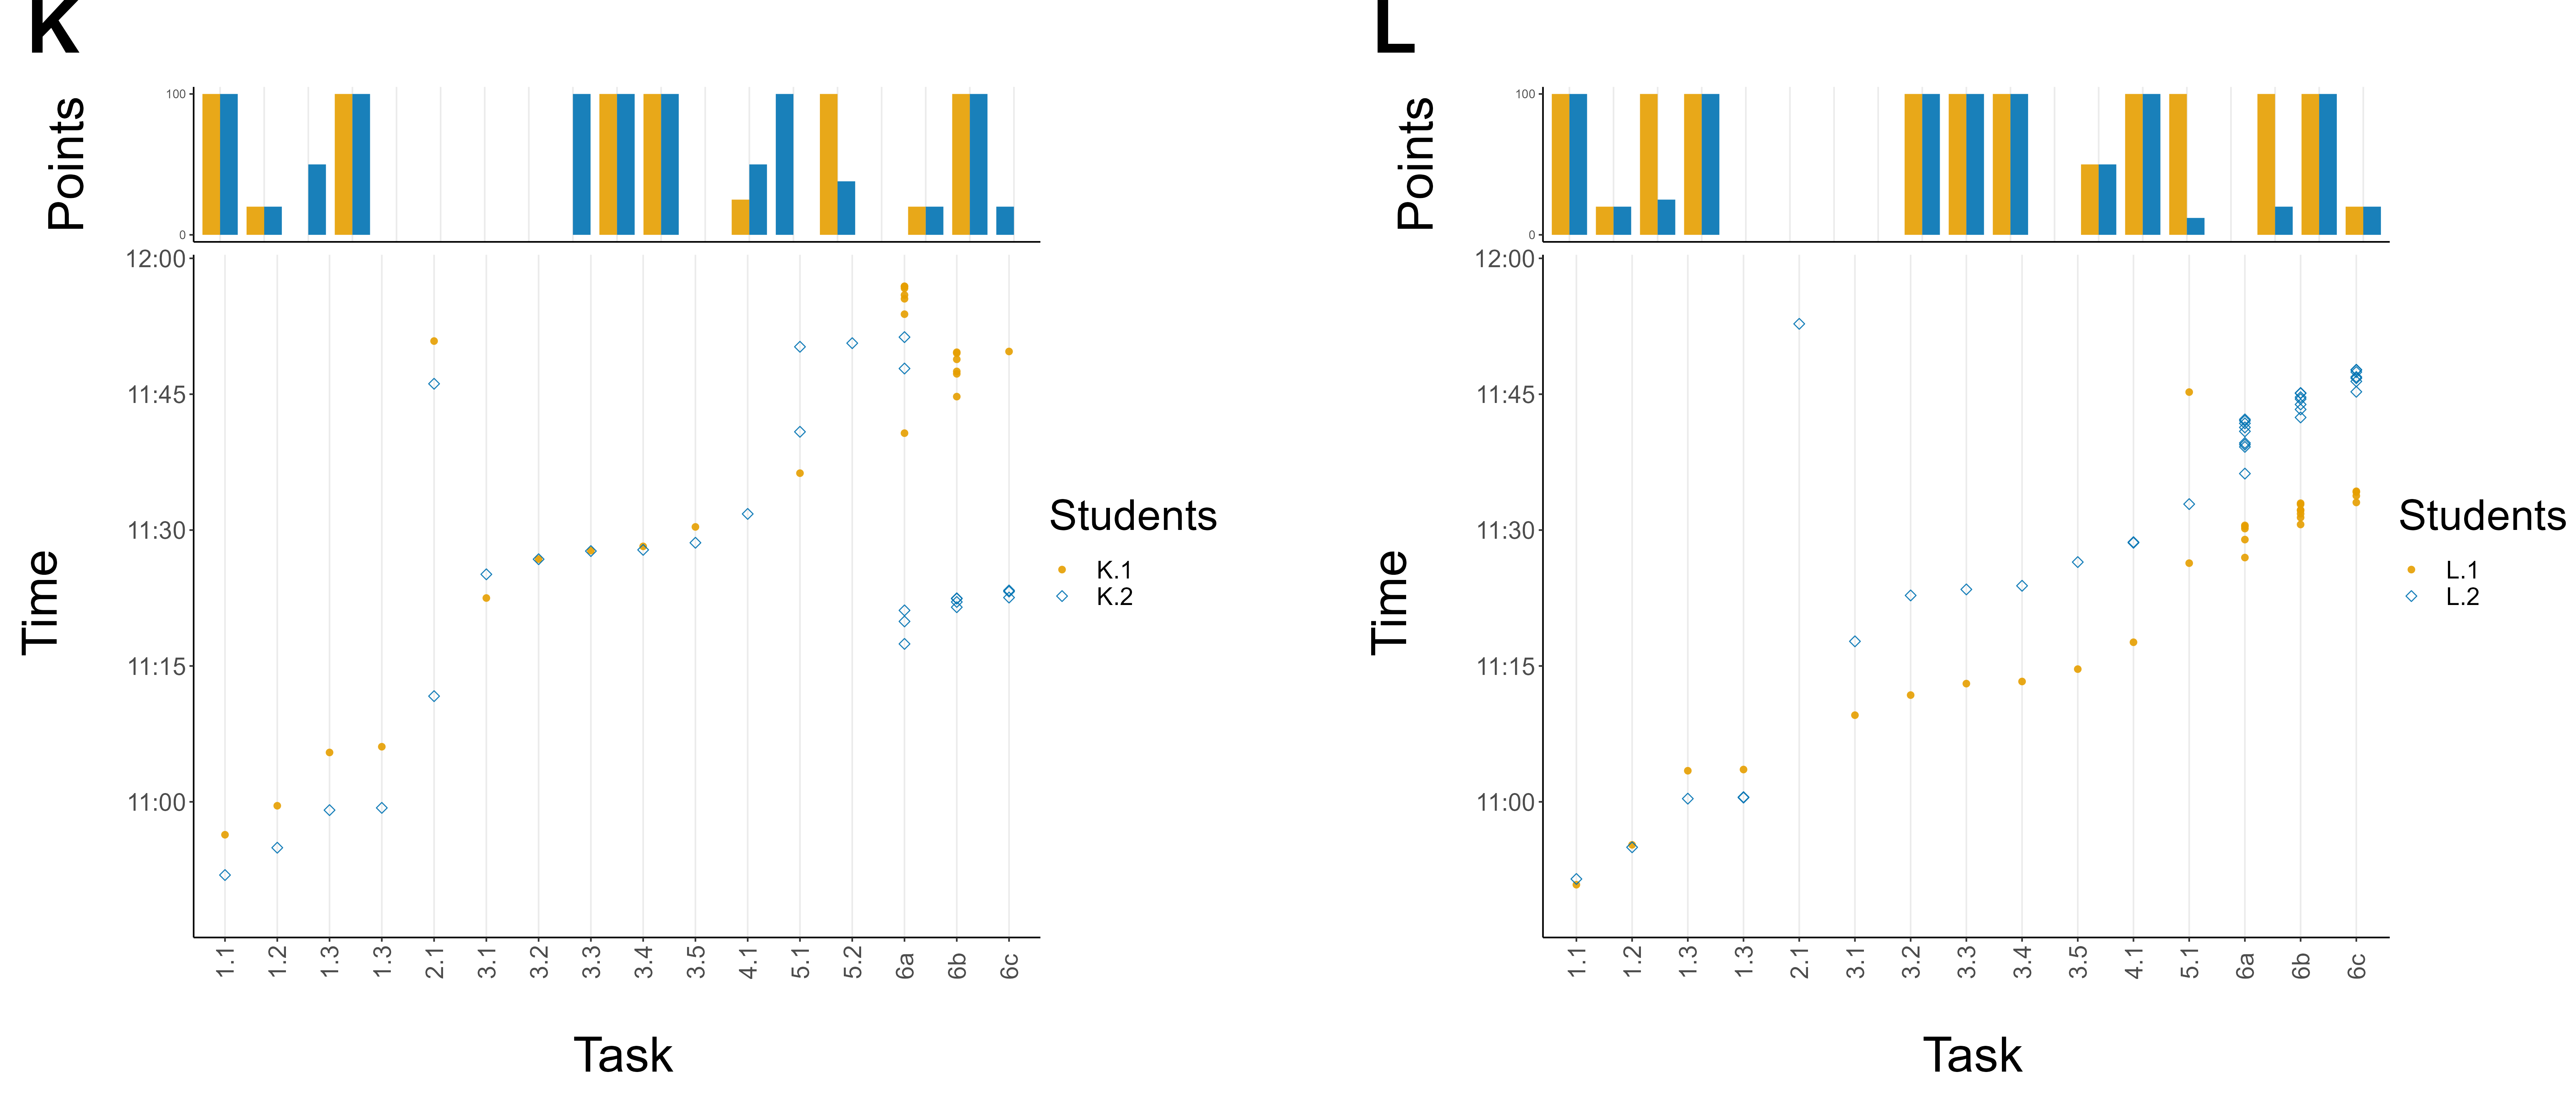 K
Points
100
0
Time
12:00
11:45
11:30
11:15
11:00
1.1 1.2 1.3 1.3 2.1 3.1 3.2 3.3 3.4 3.5 4.1 5.1 5.2 6a 6b 6c
Task
Students
K.1
K.2
L
Points
100
0
Time
12:00
11:45
11:30
11:15
11:00
1.1 1.2 1.3 1.3 2.1 3.1 3.2 3.3 3.4 3.5 4.1 5.1 6a 6b 6c
Task
Students
L.1
L.2